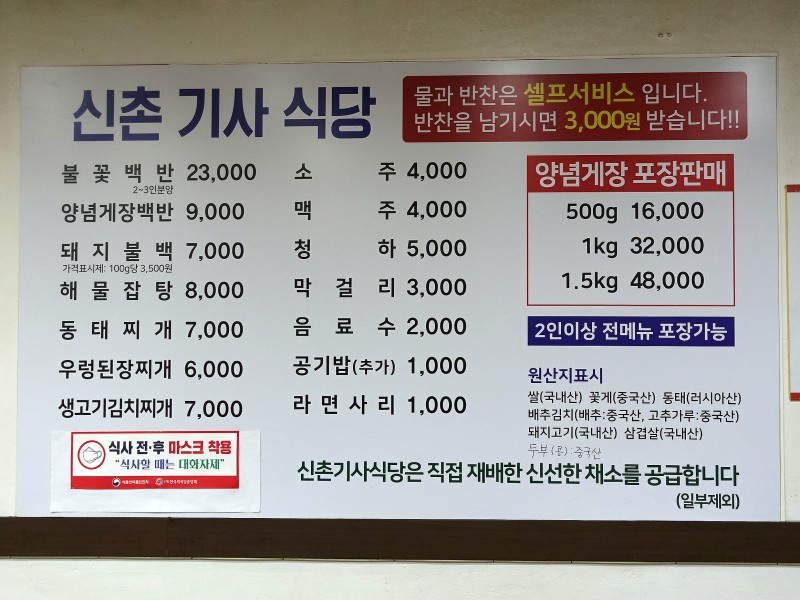 신촌 기사 식당
물과 반찬은 셀프서비스 입니다.
반찬을 남기시면 3,000원 받습니다!!
불꽃백반 23,000
2~3인분양
양념게장백반 9,000
돼지불백 7,000
가격표시제: 100g당 3,500원
해물잡탕 8,000
동태찌개 7,000
우렁된장찌개 6,000
생고기김치찌개 7,000
소주 4,000
맥주 4,000
청하 5,000
막걸리 3,000
음료수 2,000
공기밥(추가) 1,000
라면사리 1,000
양념게장 포장판매
500g 16,000
1kg 32,000
1.5kg 48,000
2인이상 전메뉴 포장가능
원산지표시
쌀(국내산) 꽃게(중국산) 동태(러시아산)
배추김치(배추:중국산, 고추가루:중국산)
돼지고기(국내산) 삼겹살(국내산)
두부(콩):중국산
식사 전·후 마스크 착용
"식사할 때는 대화자제"
신촌기사식당은 직접 재배한 신선한 채소를 공급합니다
(일부제외)